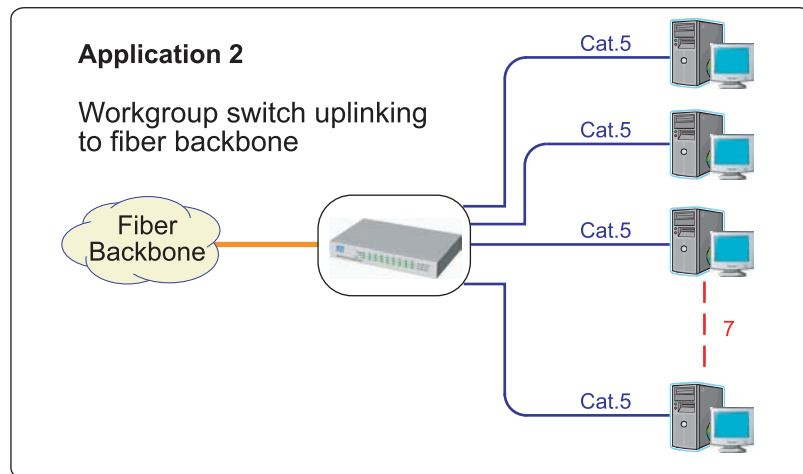 Application 2
Workgroup switch uplinking
to fiber backbone
Fiber
Backbone
Cat.5
Cat.5
Cat.5
7
Cat.5